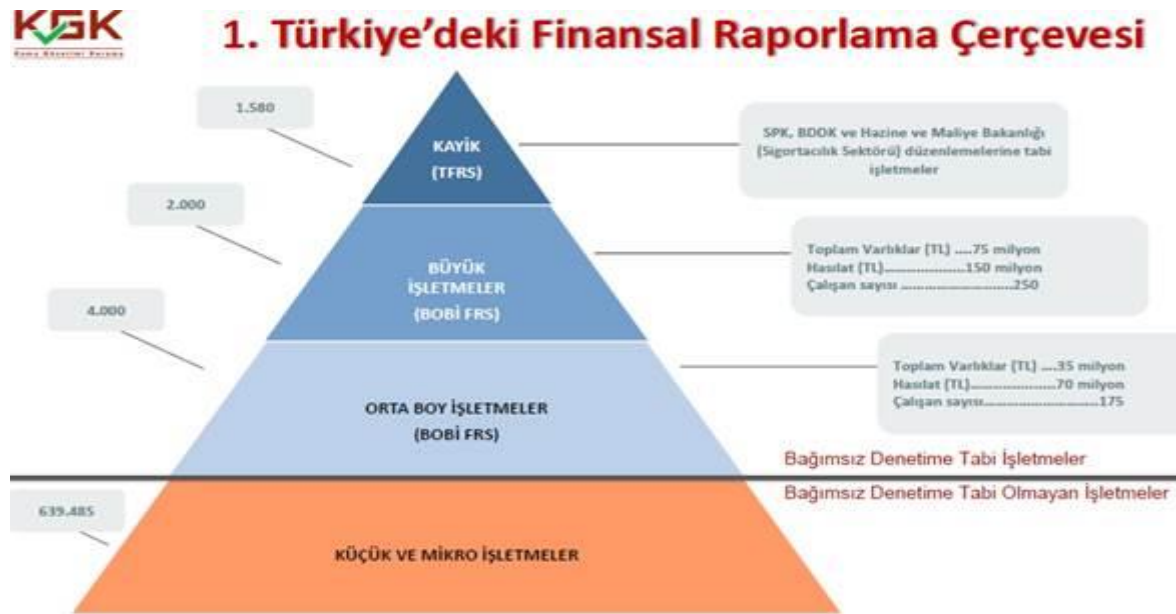 KGK
Kamu Gözetimi Kurumu
1. Türkiye’deki Finansal Raporlama Çerçevesi
1.580
KAYİK
(TFRS)
SPK, BDDK ve Hazine ve Maliye Bakanlığı
(Sigortacılık Sektörü) düzenlemelerine tabi
işletmeler
2.000
BÜYÜK
İŞLETMELER
(BOBİ FRS)
Toplam Varlıklar (TL) .....75 milyon
Hasılat (TL).....................150 milyon
Çalışan sayısı .............................250
4.000
ORTA BOY İŞLETMELER
(BOBİ FRS)
Toplam Varlıklar (TL) ....35 milyon
Hasılat (TL)......................70 milyon
Çalışan sayısı..............................175
Bağımsız Denetime Tabi İşletmeler
Bağımsız Denetime Tabi Olmayan İşletmeler
639.485
KÜÇÜK VE MİKRO İŞLETMELER